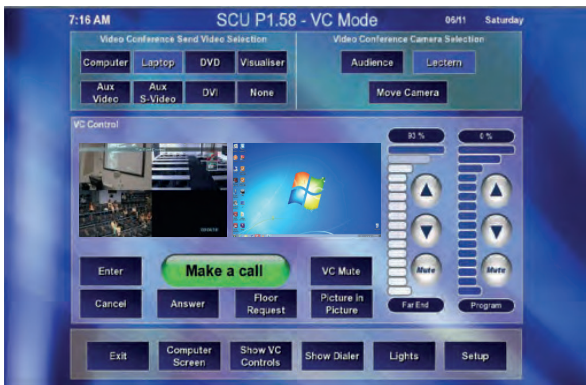 7:16 AM SCU P1.58 - VC Mode 06/11 Saturday
Video Conference Send Video Selection
Video Conference Camera Selection
Computer Laptop DVD Visualiser
Audience Lectern
Aux Video Aux S-Video DVI None
Move Camera
VC Control
93 % 6 %
Enter Make a call VC Mute
Mute Mute
Cancel Answer Floor Request Picture In Picture
Far End Program
Exit Computer Screen Show VC Controls Show Dialer Lights Setup